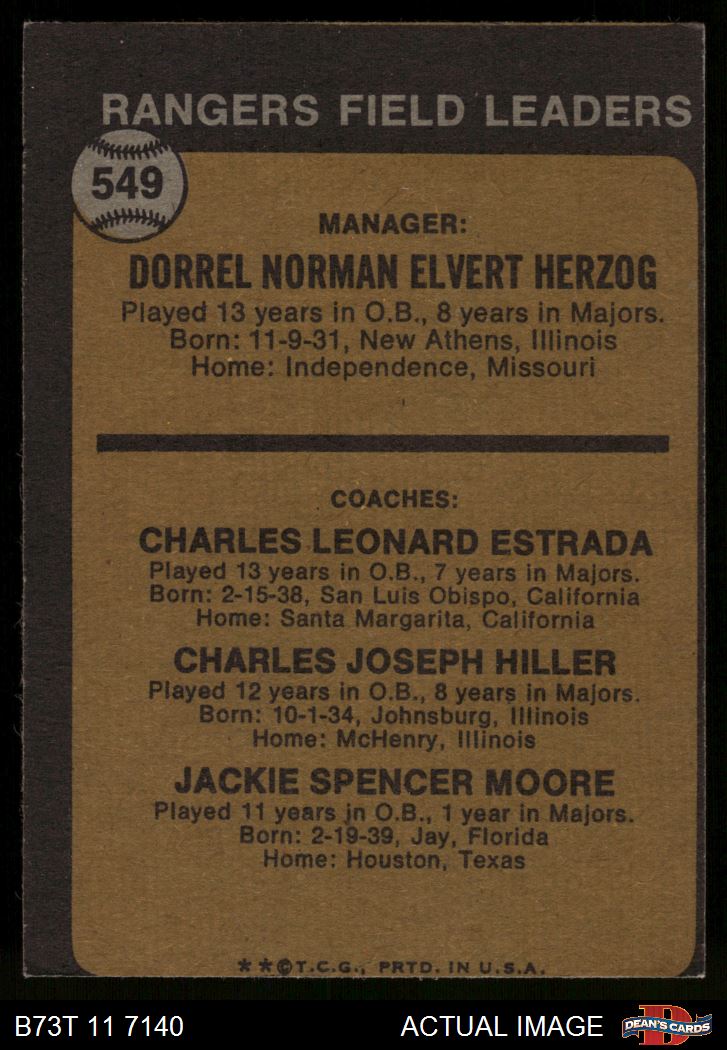 RANGERS FIELD LEADERS
549
MANAGER:
DORREL NORMAN ELVERT HERZOG
Played 13 years in O.B., 8 years in Majors.
Born: 11-9-31, New Athens, Illinois
Home: Independence, Missouri
COACHES:
CHARLES LEONARD ESTRADA
Played 13 years in O.B., 7 years in Majors.
Born: 2-15-38, San Luis Obispo, California
Home: Santa Margarita, California
CHARLES JOSEPH HILLER
Played 12 years in O.B., 8 years in Majors.
Born: 10-1-34, Johnsburg, Illinois
Home: McHenry, Illinois
JACKIE SPENCER MOORE
Played 11 years in O.B., 1 year in Majors.
Born: 2-19-39, Jay, Florida
Home: Houston, Texas
**©T.C.G., PRTD. IN U.S.A.
B73T 11 7140 ACTUAL IMAGE D DEAN'S CARDS